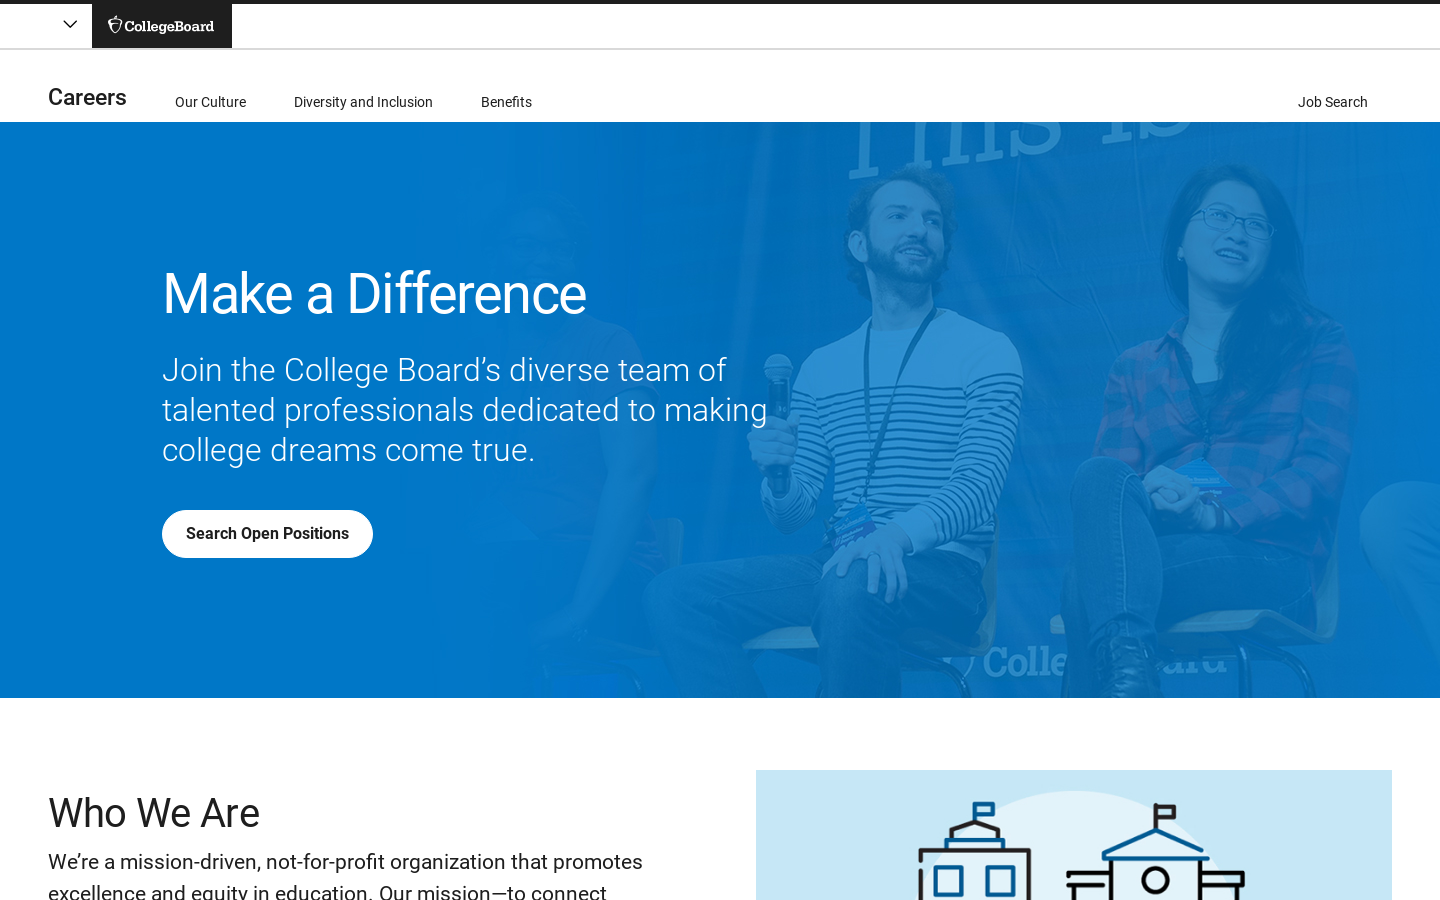 CollegeBoard
Careers
Our Culture
Diversity and Inclusion
Benefits
Job Search
This is
Make a Difference
Join the College Board’s diverse team of
talented professionals dedicated to making
college dreams come true.
Search Open Positions
Who We Are
We’re a mission-driven, not-for-profit organization that promotes
excellence and equity in education. Our mission—to connect